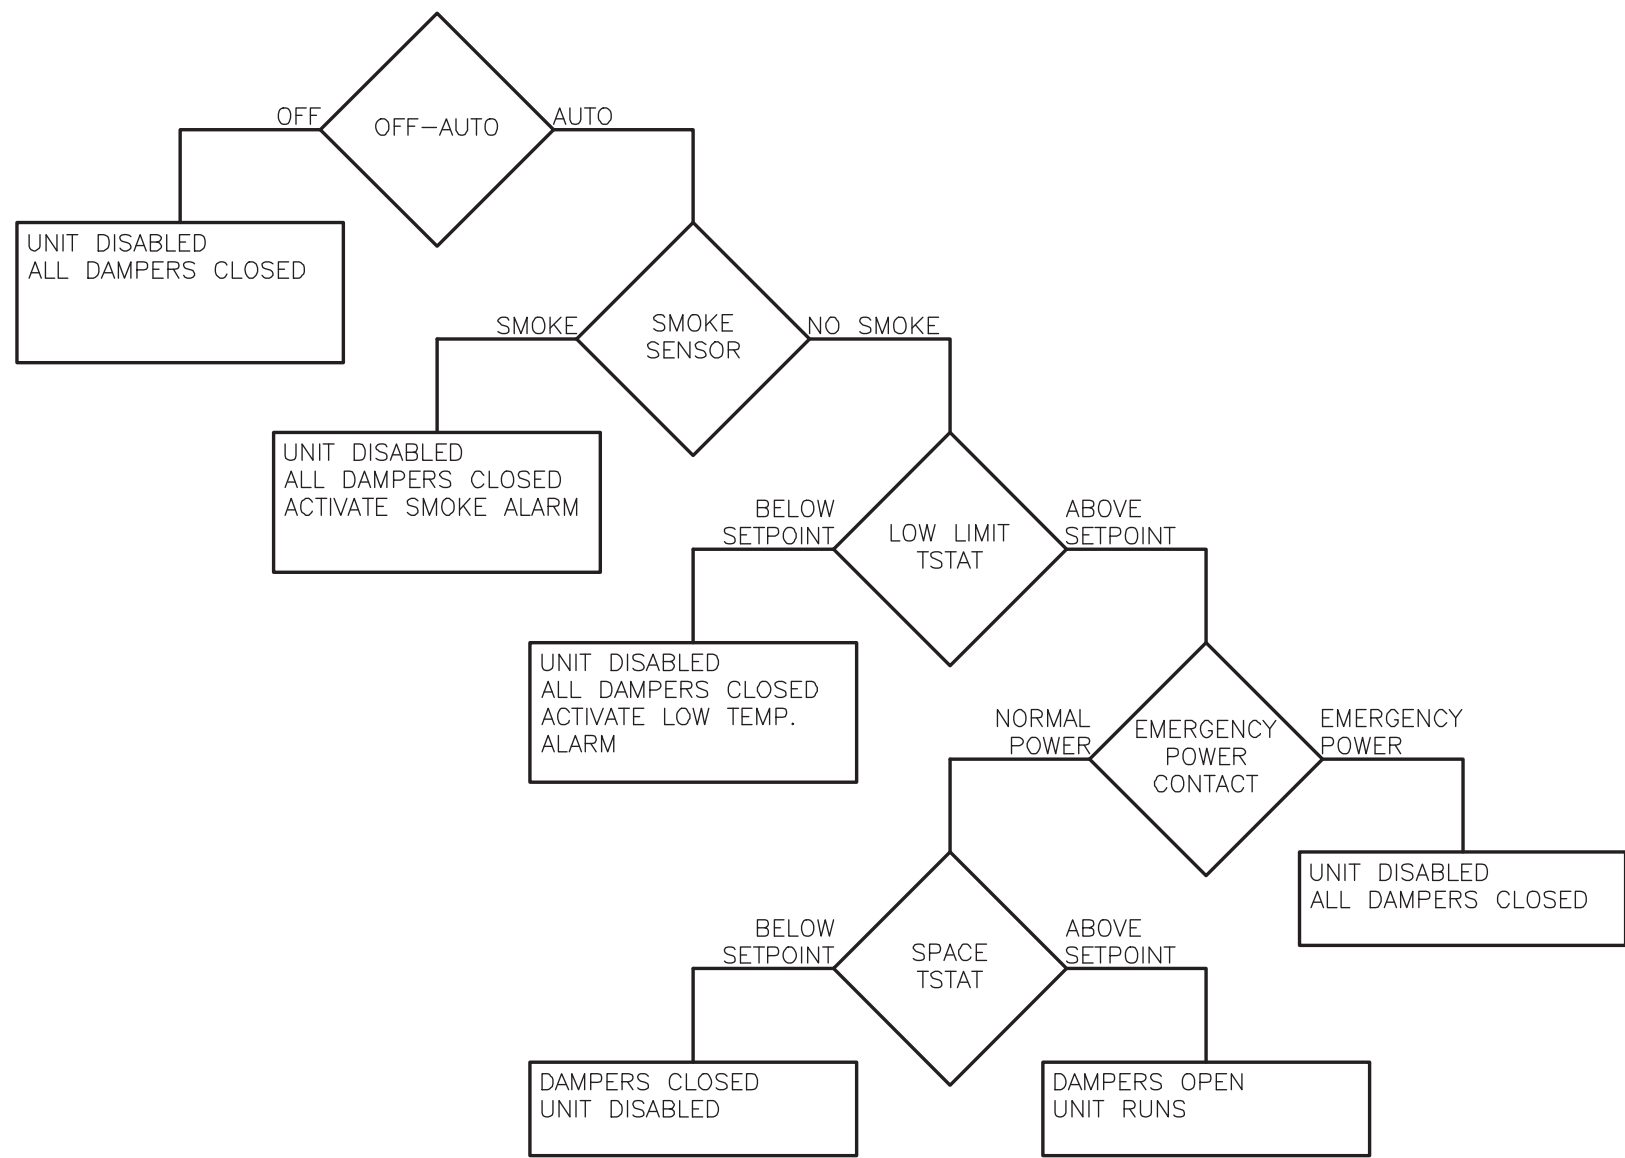 OFF
OFF-AUTO
AUTO
UNIT DISABLED
ALL DAMPERS CLOSED
SMOKE
SMOKE
SENSOR
NO SMOKE
UNIT DISABLED
ALL DAMPERS CLOSED
ACTIVATE SMOKE ALARM
BELOW
SETPOINT
LOW LIMIT
TSTAT
ABOVE
SETPOINT
UNIT DISABLED
ALL DAMPERS CLOSED
ACTIVATE LOW TEMP.
ALARM
NORMAL
POWER
EMERGENCY
POWER
CONTACT
EMERGENCY
POWER
UNIT DISABLED
ALL DAMPERS CLOSED
BELOW
SETPOINT
SPACE
TSTAT
ABOVE
SETPOINT
DAMPERS CLOSED
UNIT DISABLED
DAMPERS OPEN
UNIT RUNS